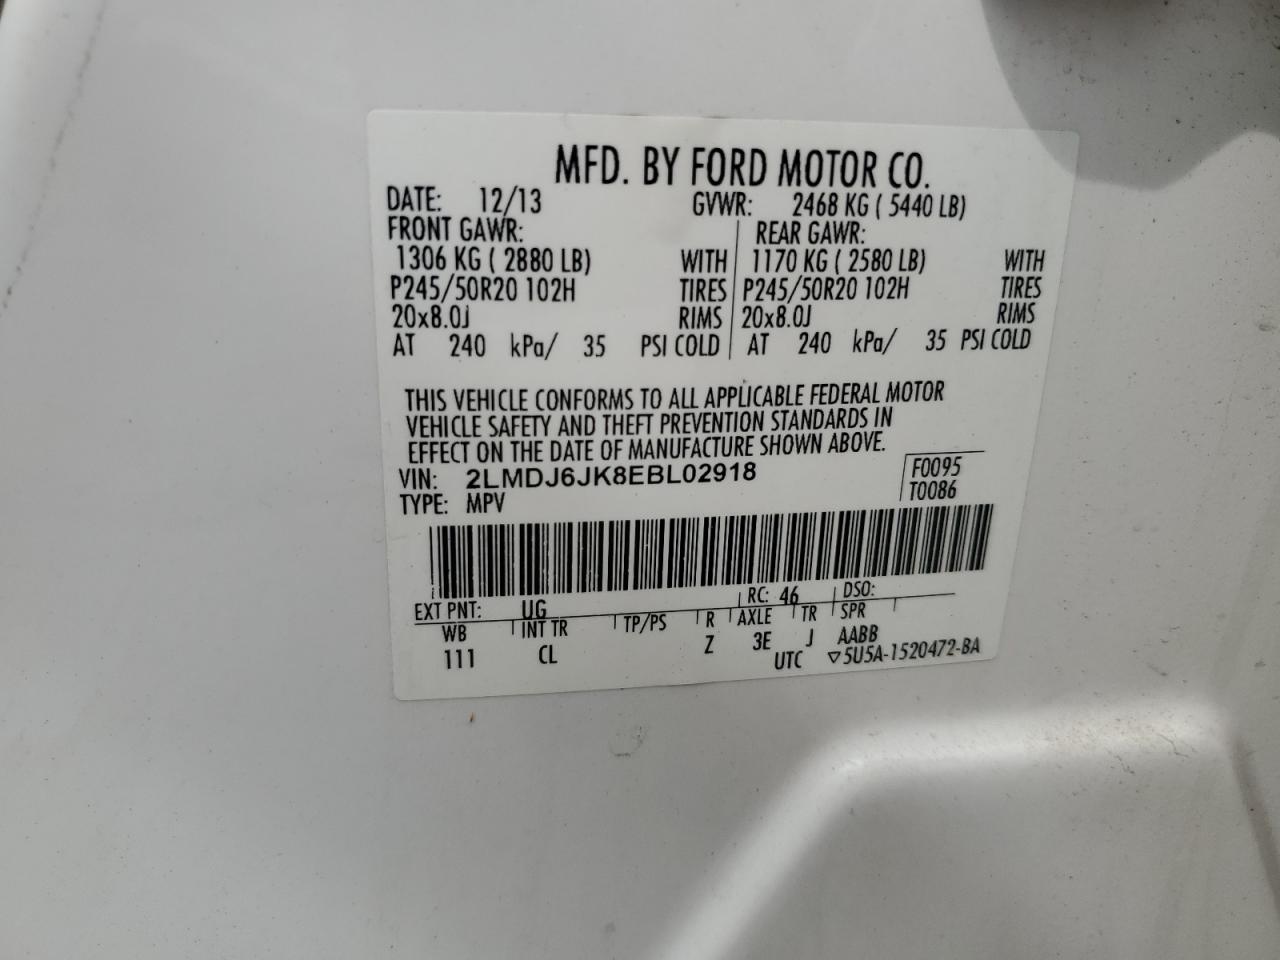 MFD. BY FORD MOTOR CO.
DATE: 12/13 GVWR: 2468 KG ( 5440 LB)
FRONT GAWR: REAR GAWR:
1306 KG ( 2880 LB) WITH 1170 KG ( 2580 LB) WITH
P245/50R20 102H TIRES P245/50R20 102H TIRES
20x8.0J RIMS 20x8.0J RIMS
AT 240 kPa/ 35 PSI COLD AT 240 kPa/ 35 PSI COLD
THIS VEHICLE CONFORMS TO ALL APPLICABLE FEDERAL MOTOR
VEHICLE SAFETY AND THEFT PREVENTION STANDARDS IN
EFFECT ON THE DATE OF MANUFACTURE SHOWN ABOVE.
VIN: 2LMDJ6JK8EBL02918 F0095
TYPE: MPV T0086
EXT PNT: UG RC: 46 DSO:
WB INT TR TP/PS R AXLE TR SPR
111 CL Z 3E J AABB
UTC ▽5U5A-1520472-BA